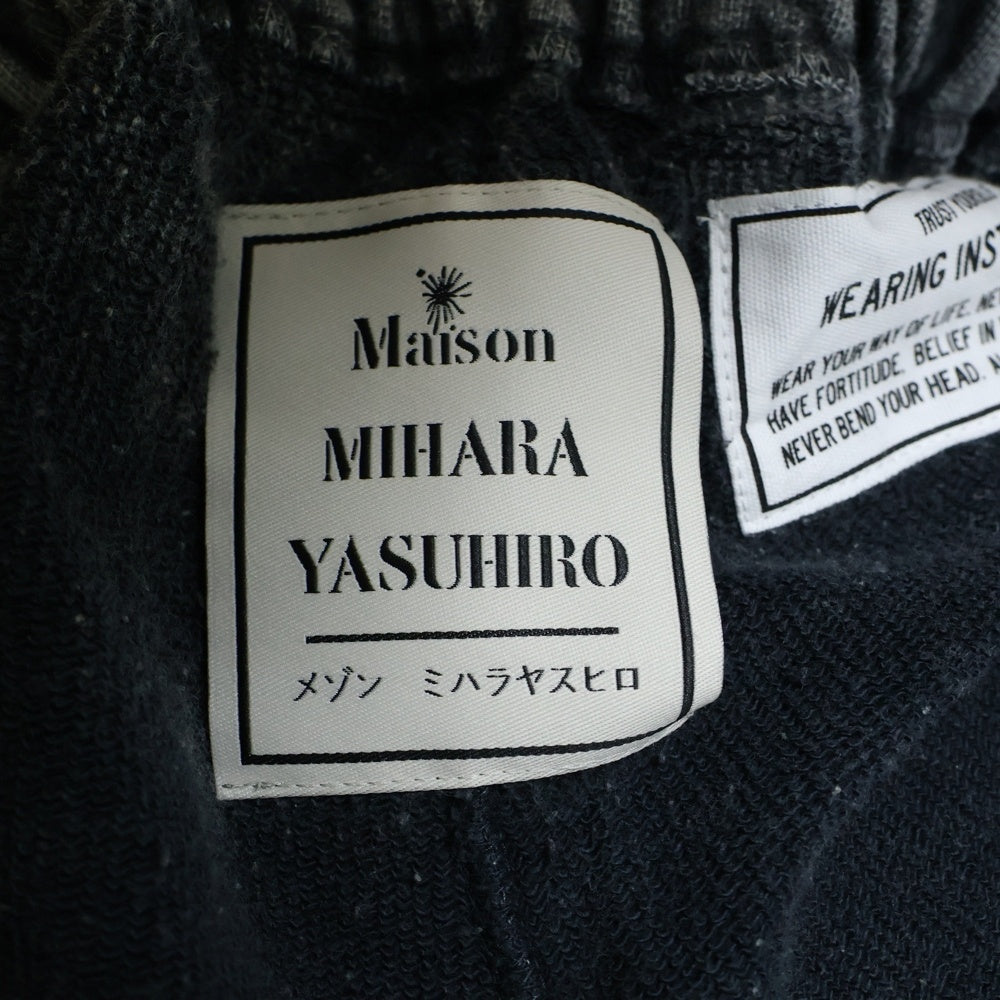 Maison
MIHARA
YASUHIRO
メゾン ミハラヤスヒロ
TRUST
WEARING
WEAR YOUR WAY OF LIFE.
HAVE FORTITUDE. BELIEF IN
NEVER BEND YOUR HEAD.